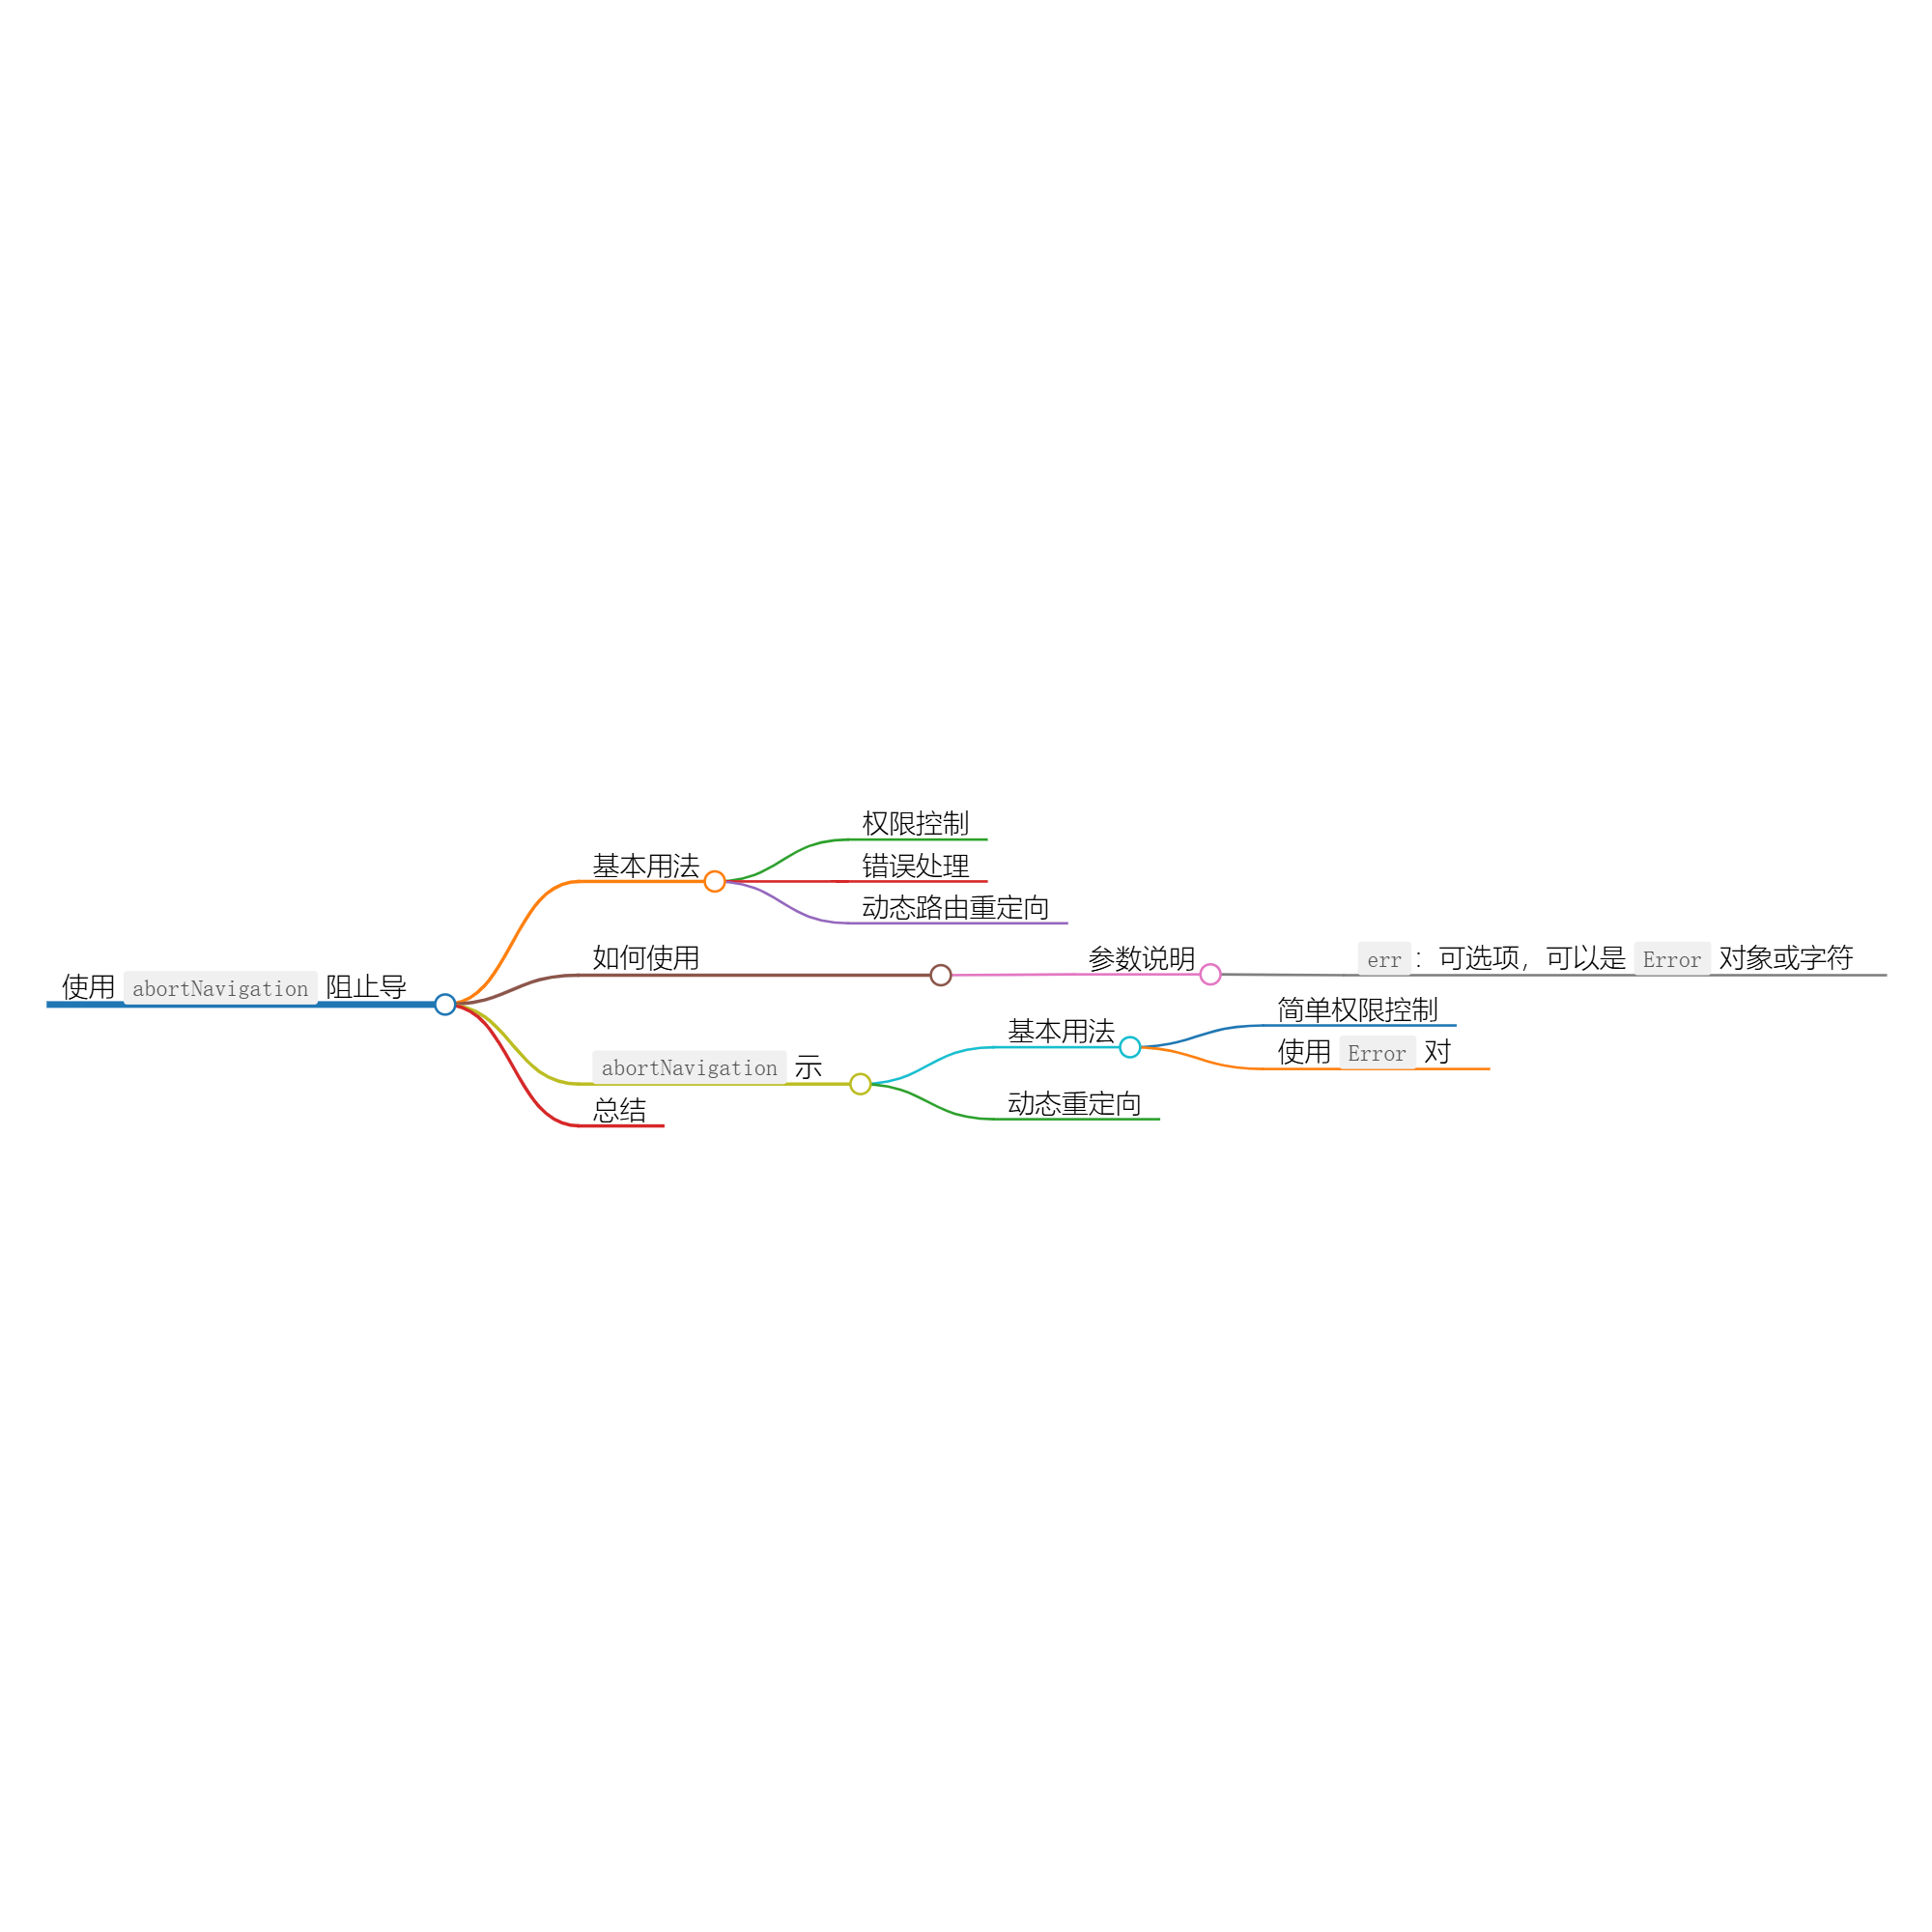 权限控制
基本用法
错误处理
动态路由重定向
如何使用
参数说明
err：可选项，可以是 Error 对象或字符
使用 abortNavigation 阻止导
简单权限控制
基本用法
使用 Error 对
abortNavigation 示
动态重定向
总结